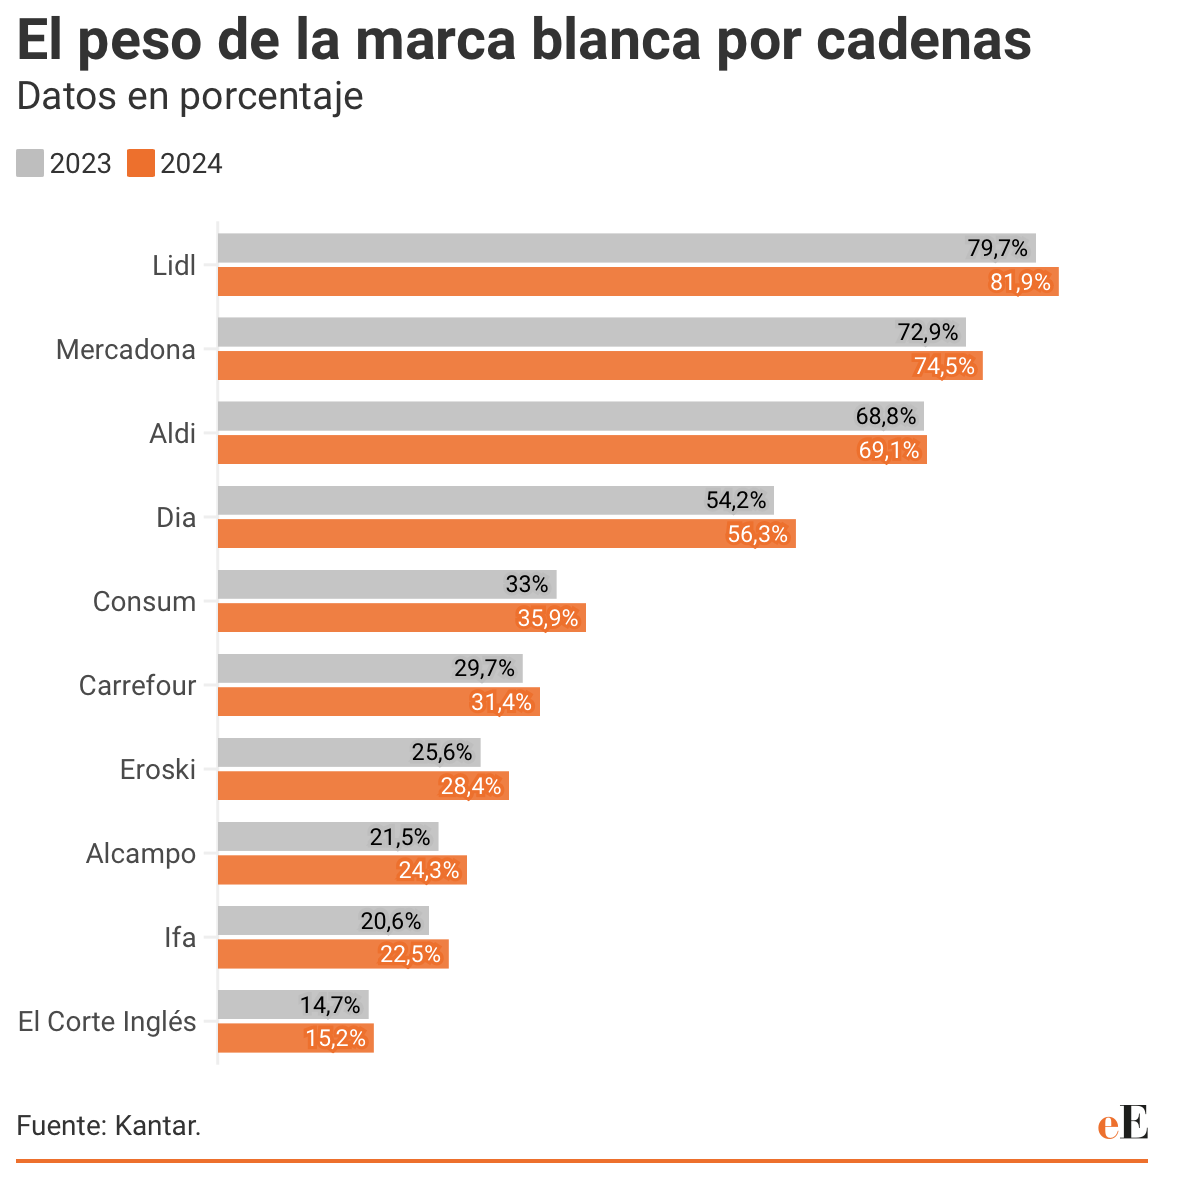 El peso de la marca blanca por cadenas
Datos en porcentaje
2023 2024
Lidl 79,7%
81,9%
Mercadona 72,9%
74,5%
Aldi 68,8%
69,1%
Dia 54,2%
56,3%
Consum 33%
35,9%
Carrefour 29,7%
31,4%
Eroski 25,6%
28,4%
Alcampo 21,5%
24,3%
Ifa 20,6%
22,5%
El Corte Inglés 14,7%
15,2%
Fuente: Kantar.
eE